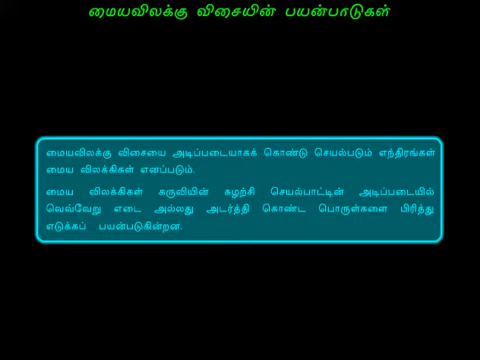 மையவிலக்கு விசையின் பயன்பாடுகள்
மையவிலக்கு விசையை அடிப்படையாகக் கொண்டு செயல்படும் எந்திரங்கள்
மைய விலக்கிகள் எனப்படும்.
மைய விலக்கிகள் கருவியின் சுழற்சி செயல்பாட்டின் அடிப்படையில்
வெவ்வேறு எடை அல்லது அடர்த்தி கொண்ட பொருள்களை பிரித்து
எடுக்கப் பயன்படுகின்றன.